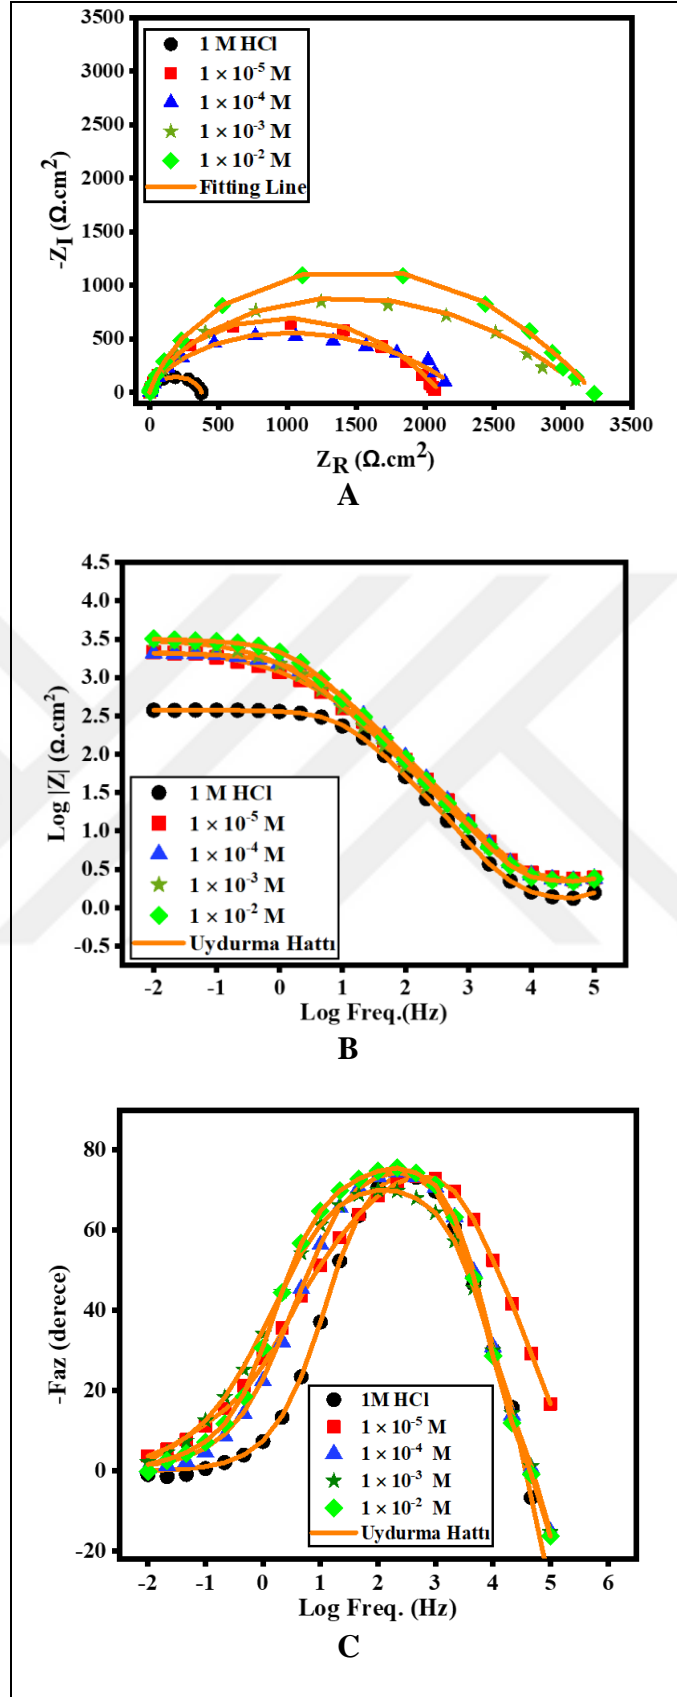 3500
3000
2500
2000
1500
1000
500
0
-Z_I (Ω.cm²)
1 M HCl
1 × 10⁻⁵ M
1 × 10⁻⁴ M
1 × 10⁻³ M
1 × 10⁻² M
Fitting Line
0 500 1000 1500 2000 2500 3000 3500
Z_R (Ω.cm²)
A
4.5
4.0
3.5
3.0
2.5
2.0
1.5
1.0
0.5
0.0
-0.5
Log |Z| (Ω.cm²)
1 M HCl
1 × 10⁻⁵ M
1 × 10⁻⁴ M
1 × 10⁻³ M
1 × 10⁻² M
Uydurma Hattı
-2 -1 0 1 2 3 4 5
Log Freq.(Hz)
B
80
60
40
20
0
-20
-Faz (derece)
1M HCl
1 × 10⁻⁵ M
1 × 10⁻⁴ M
1 × 10⁻³ M
1 × 10⁻² M
Uydurma Hattı
-2 -1 0 1 2 3 4 5 6
Log Freq. (Hz)
C